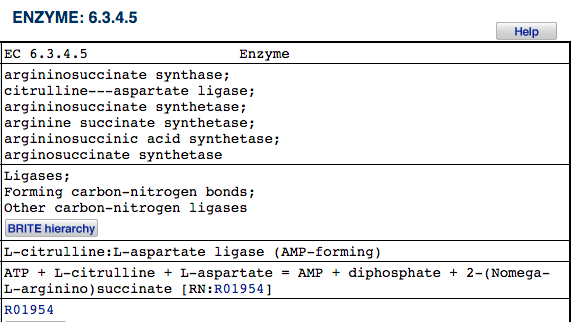 ENZYME: 6.3.4.5
Help
EC 6.3.4.5 Enzyme
argininosuccinate synthase;
citrulline---aspartate ligase;
argininosuccinate synthetase;
arginine succinate synthetase;
argininosuccinic acid synthetase;
arginosuccinate synthetase
Ligases;
Forming carbon-nitrogen bonds;
Other carbon-nitrogen ligases
BRITE hierarchy
L-citrulline:L-aspartate ligase (AMP-forming)
ATP + L-citrulline + L-aspartate = AMP + diphosphate + 2-(Nomega-
L-arginino)succinate [RN:R01954]
R01954